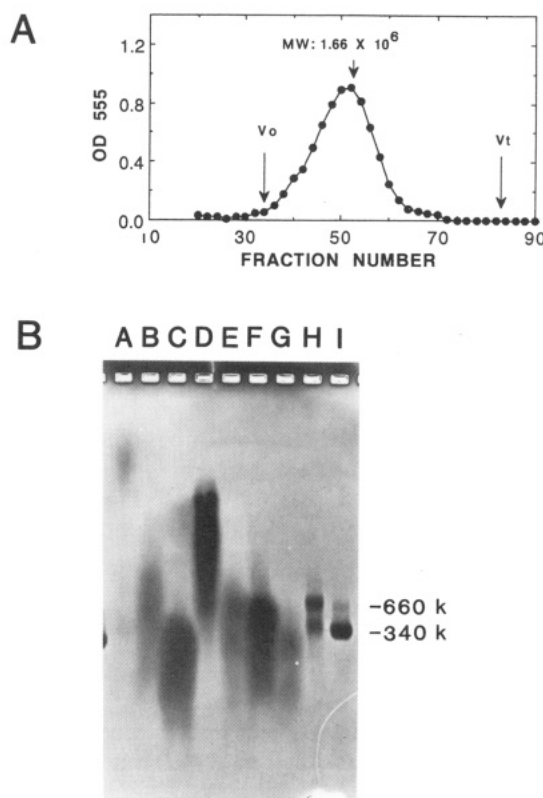 A
MW: 1.66 X 10^6
Vo
Vt
OD 555
1.2
0.8
0.4
0.0
10 30 50 70 90
FRACTION NUMBER
B
A B C D E F G H I
-660 k
-340 k